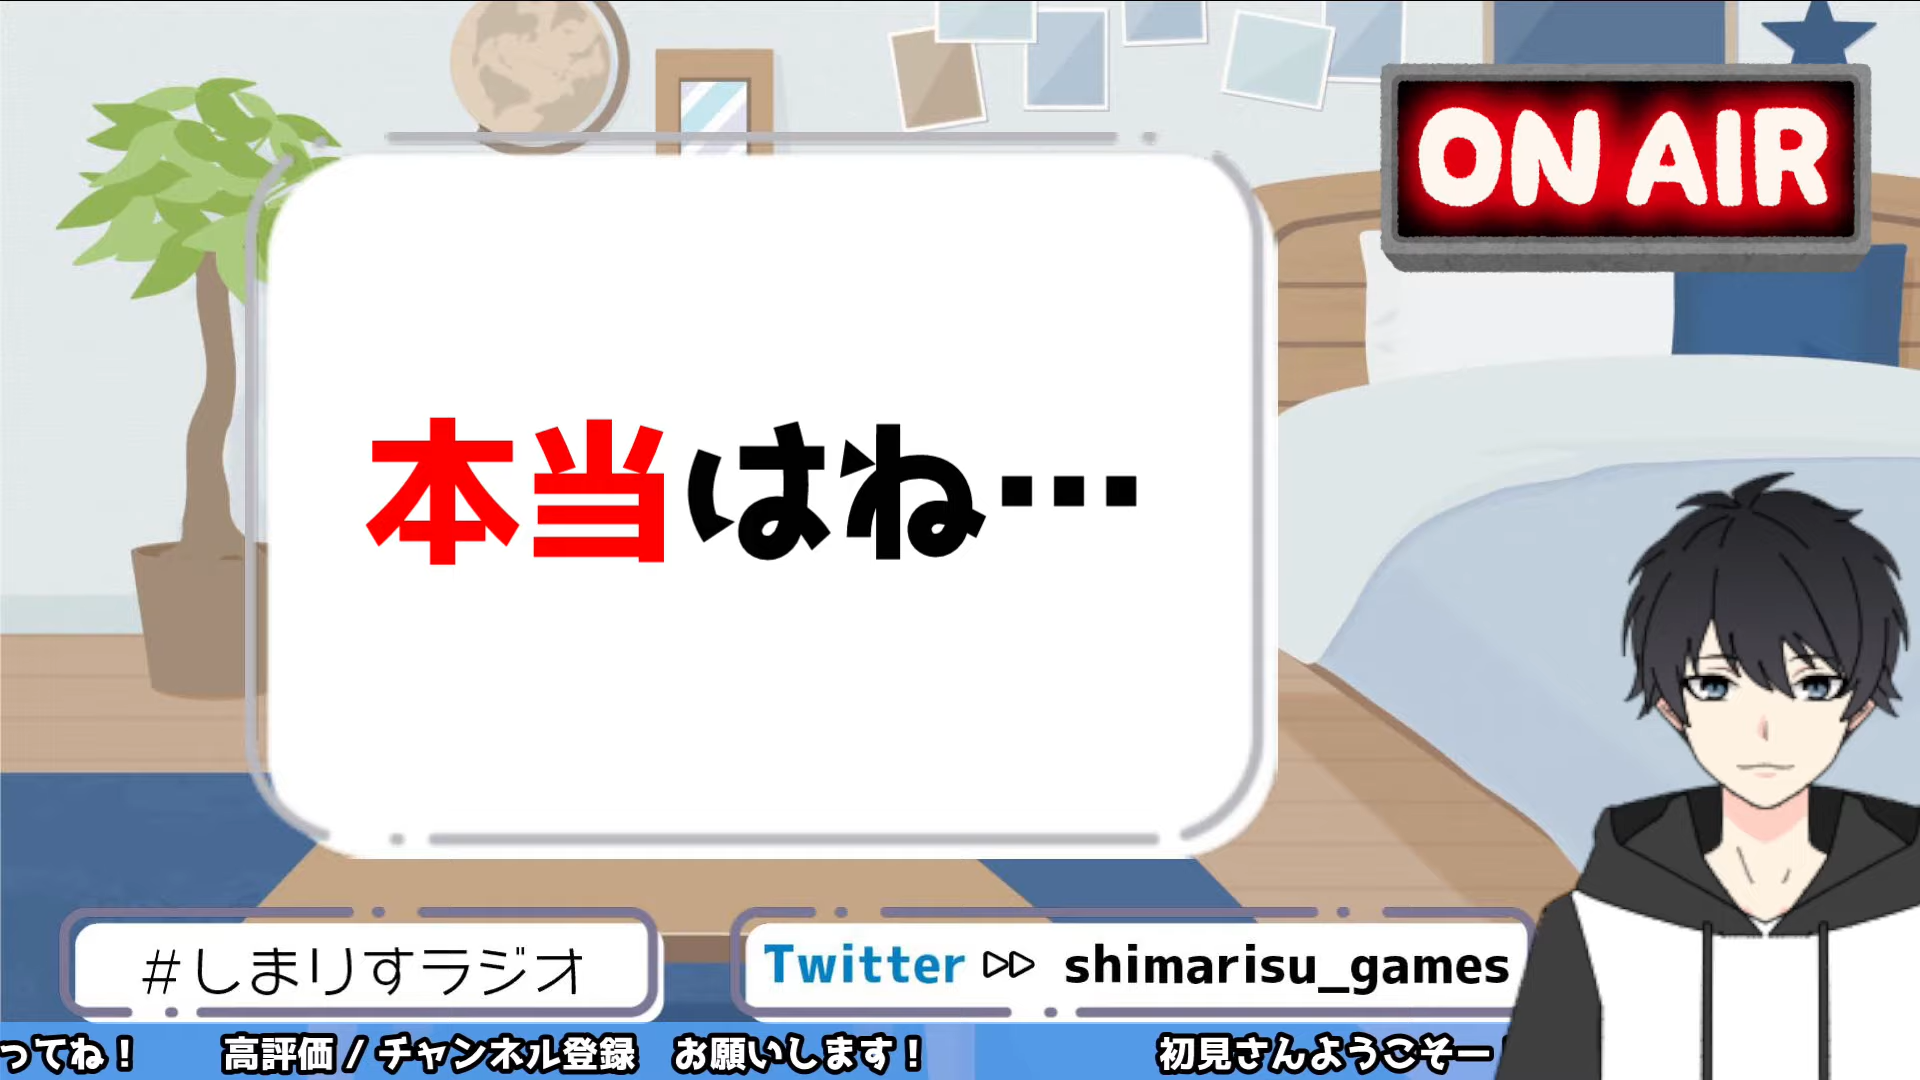 ON AIR
本当はね…
#しまりすラジオ
Twitter ▷▷ shimarisu_games
ってね！ 高評価 / チャンネル登録 お願いします！ 初見さんようこそー